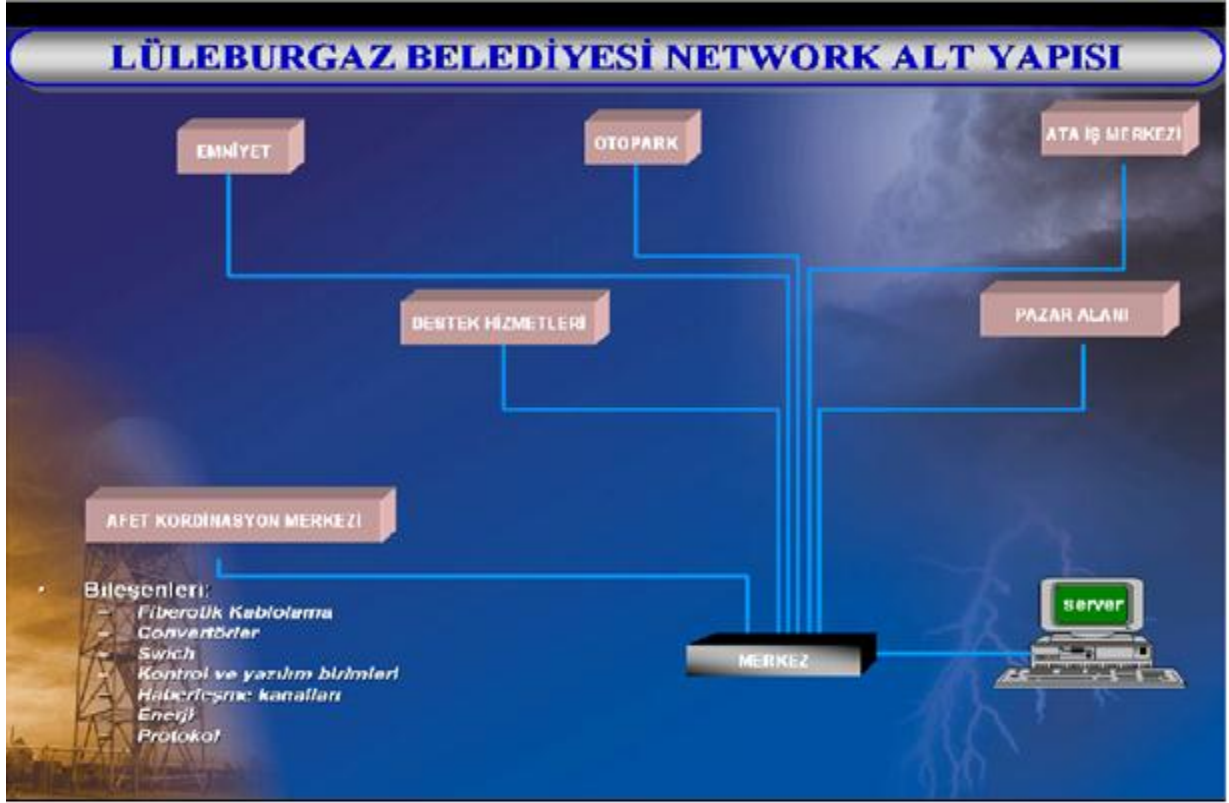 LÜLEBURGAZ BELEDİYESİ NETWORK ALT YAPISI
EMNİYET
OTOPARK
ATA İŞ MERKEZİ
DESTEK HİZMETLERİ
PAZAR ALANI
AFET KORDİNASYON MERKEZİ
• Bileşenleri:
– Fiberotik Kablolama
– Convertörler
– Swich
– Kontrol ve yazılım birimleri
– Haberleşme kanalları
– Enerji
– Protokol
MERKEZ
server